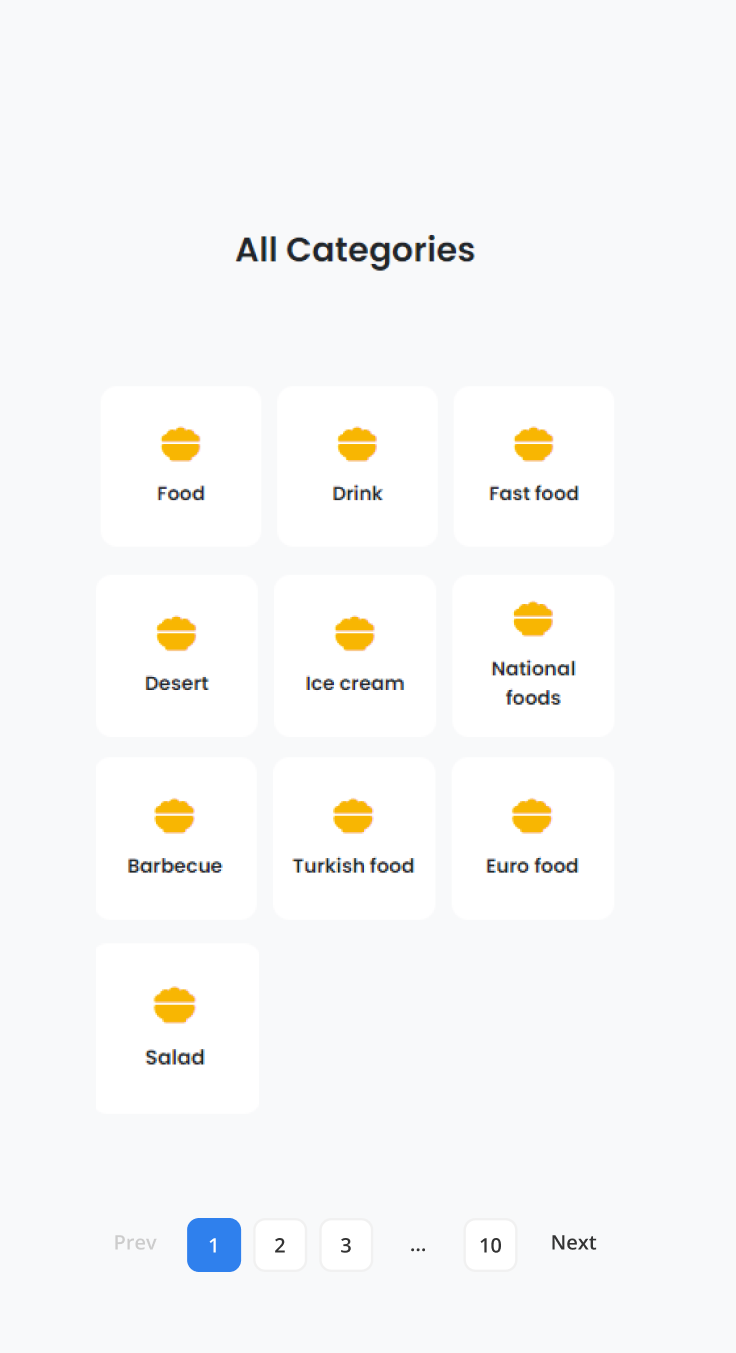 All Categories
Food
Drink
Fast food
Desert
Ice cream
National
foods
Barbecue
Turkish food
Euro food
Salad
Prev 1 2 3 ... 10 Next